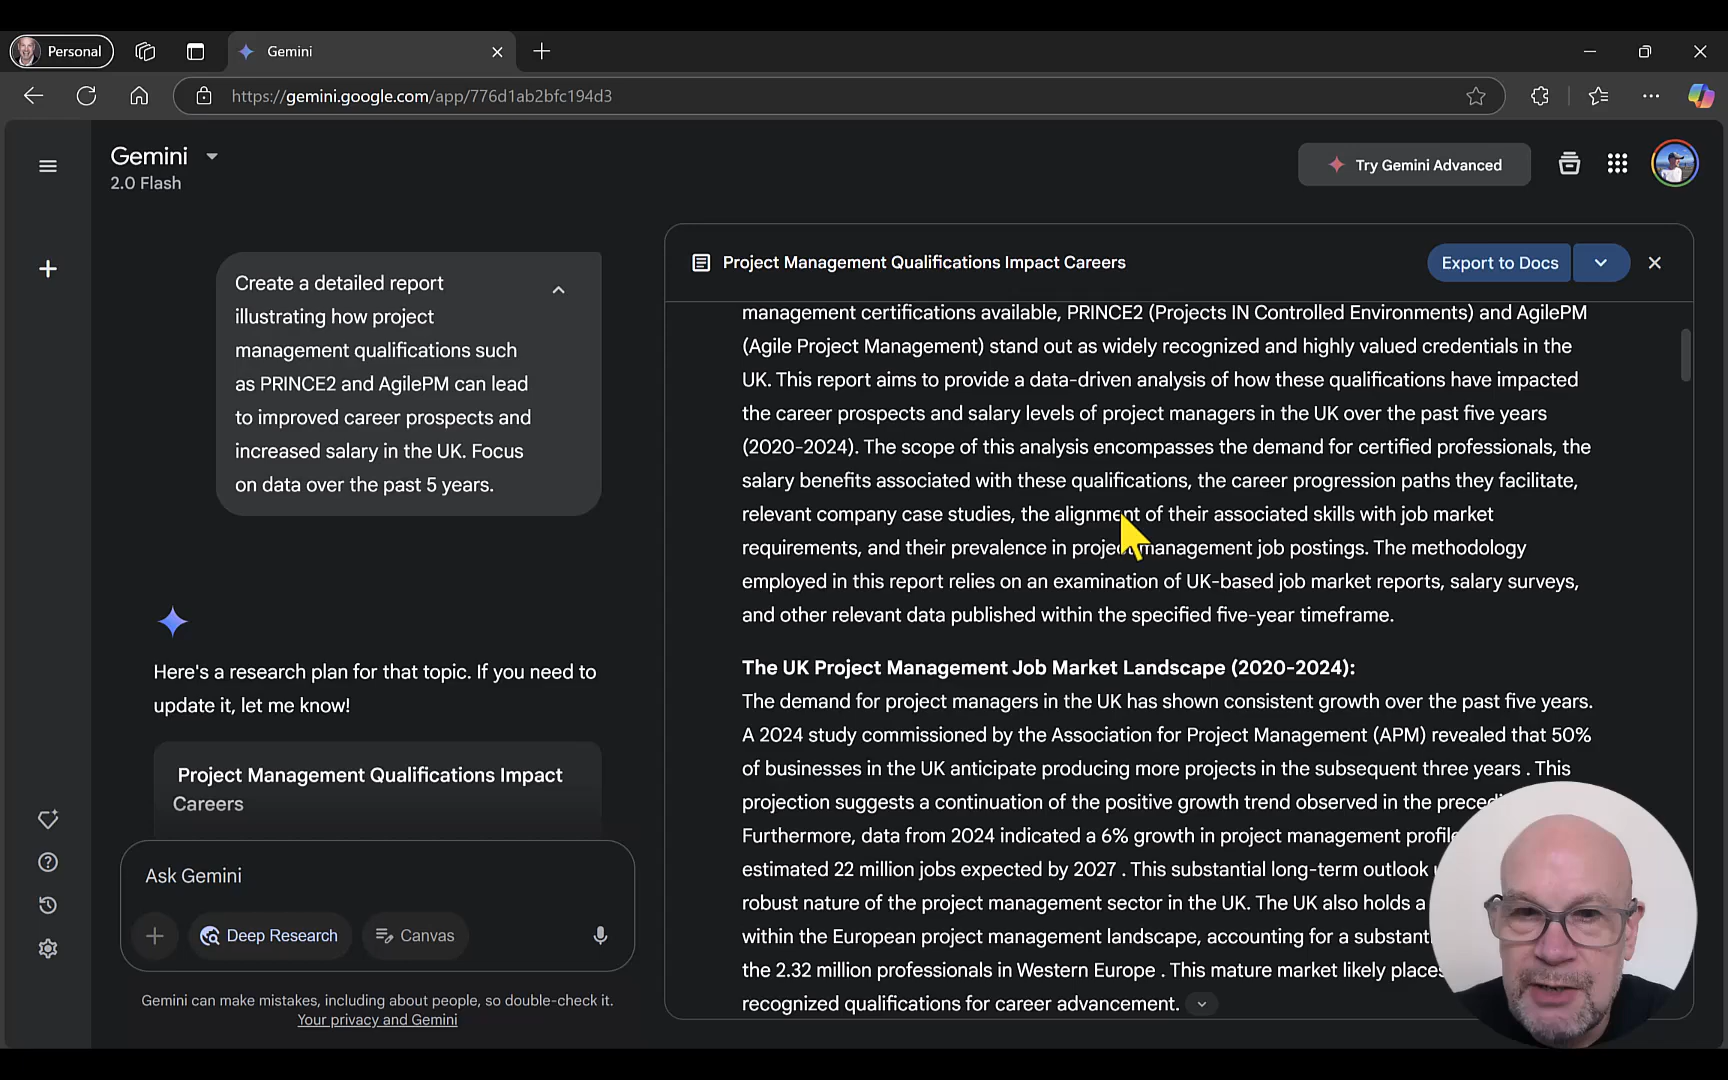 Personal
Gemini
https://gemini.google.com/app/776d1ab2bfc194d3
Gemini
2.0 Flash
Try Gemini Advanced
Create a detailed report
illustrating how project
management qualifications such
as PRINCE2 and AgilePM can lead
to improved career prospects and
increased salary in the UK. Focus
on data over the past 5 years.
Here's a research plan for that topic. If you need to
update it, let me know!
Project Management Qualifications Impact
Careers
Ask Gemini
Deep Research
Canvas
Gemini can make mistakes, including about people, so double-check it.
Your privacy and Gemini
Project Management Qualifications Impact Careers
Export to Docs
management certifications available, PRINCE2 (Projects IN Controlled Environments) and AgilePM
(Agile Project Management) stand out as widely recognized and highly valued credentials in the
UK. This report aims to provide a data-driven analysis of how these qualifications have impacted
the career prospects and salary levels of project managers in the UK over the past five years
(2020-2024). The scope of this analysis encompasses the demand for certified professionals, the
salary benefits associated with these qualifications, the career progression paths they facilitate,
relevant company case studies, the alignment of their associated skills with job market
requirements, and their prevalence in project management job postings. The methodology
employed in this report relies on an examination of UK-based job market reports, salary surveys,
and other relevant data published within the specified five-year timeframe.
The UK Project Management Job Market Landscape (2020-2024):
The demand for project managers in the UK has shown consistent growth over the past five years.
A 2024 study commissioned by the Association for Project Management (APM) revealed that 50%
of businesses in the UK anticipate producing more projects in the subsequent three years . This
projection suggests a continuation of the positive growth trend observed in the
Furthermore, data from 2024 indicated a 6% growth in project management
estimated 22 million jobs expected by 2027 . This substantial long-term outlook
robust nature of the project management sector in the UK. The UK also holds a
within the European project management landscape, accounting for a
the 2.32 million professionals in Western Europe . This mature market likely
recognized qualifications for career advancement.